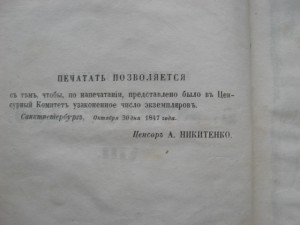 ПЕЧАТАТЬ ПОЗВОЛЯЕТСЯ
съ тѣмъ, чтобы, по напечатаніи, представлено было въ Цен-
сурный Комитетъ узаконенное число экземпляровъ.
Санктпетербургъ. Октября 30 дня 1847 года.
Ценсоръ А. НИКИТЕНКО.